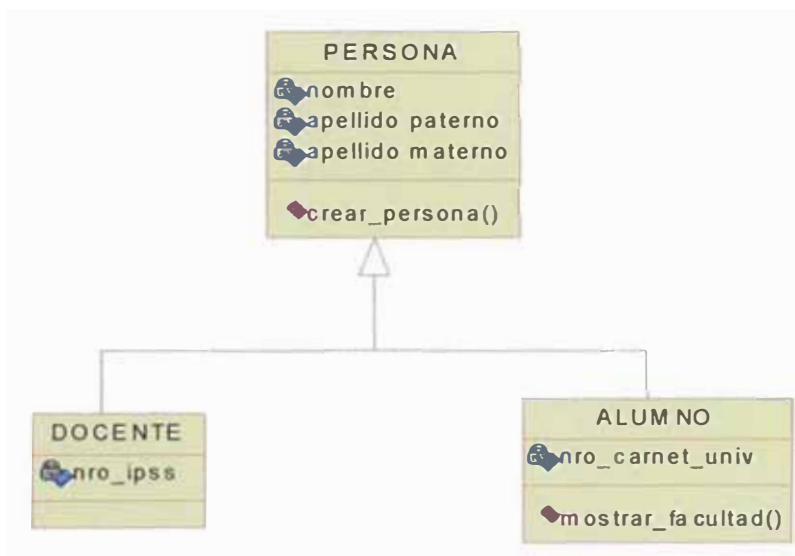 PERSONA
nombre
apellido paterno
apellido materno
crear_persona()
DOCENTE
nro_ipss
ALUMNO
nro_carnet_univ
mostrar_facultad()